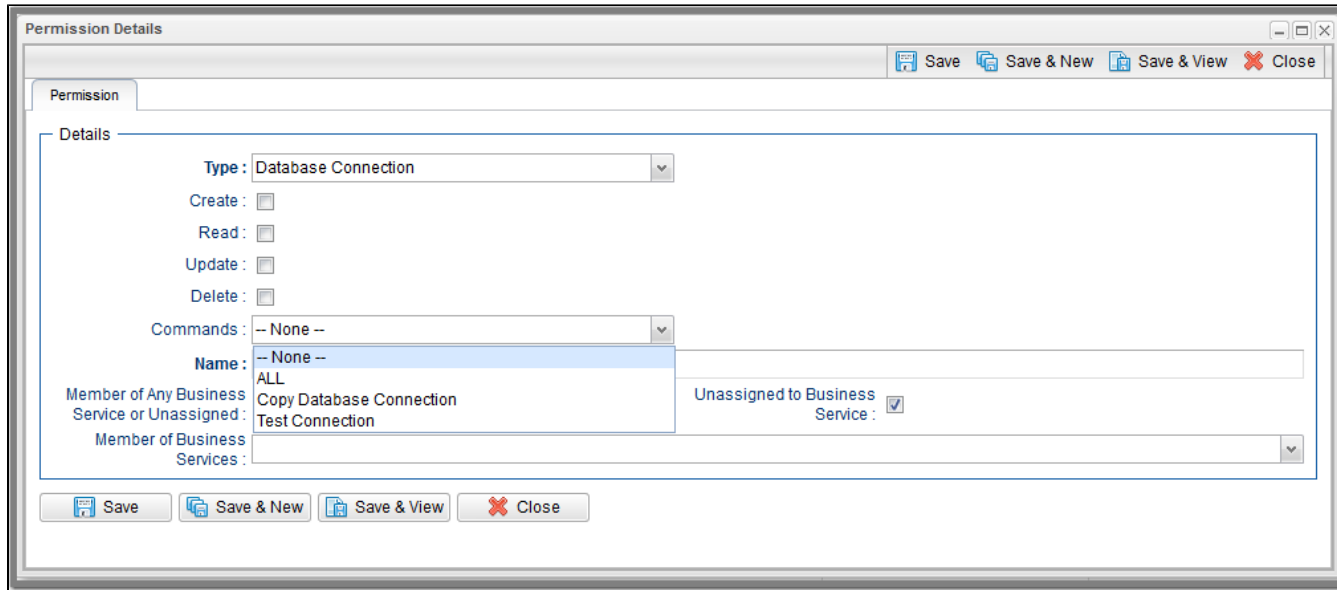 Permission Details
Save Save & New Save & View Close
Permission
Details
Type : Database Connection
Create :
Read :
Update :
Delete :
Commands : -- None --
Name : -- None --
ALL
Member of Any Business Service or Unassigned : Copy Database Connection
Test Connection
Unassigned to Business Service :
Member of Business Services :
Save Save & New Save & View Close